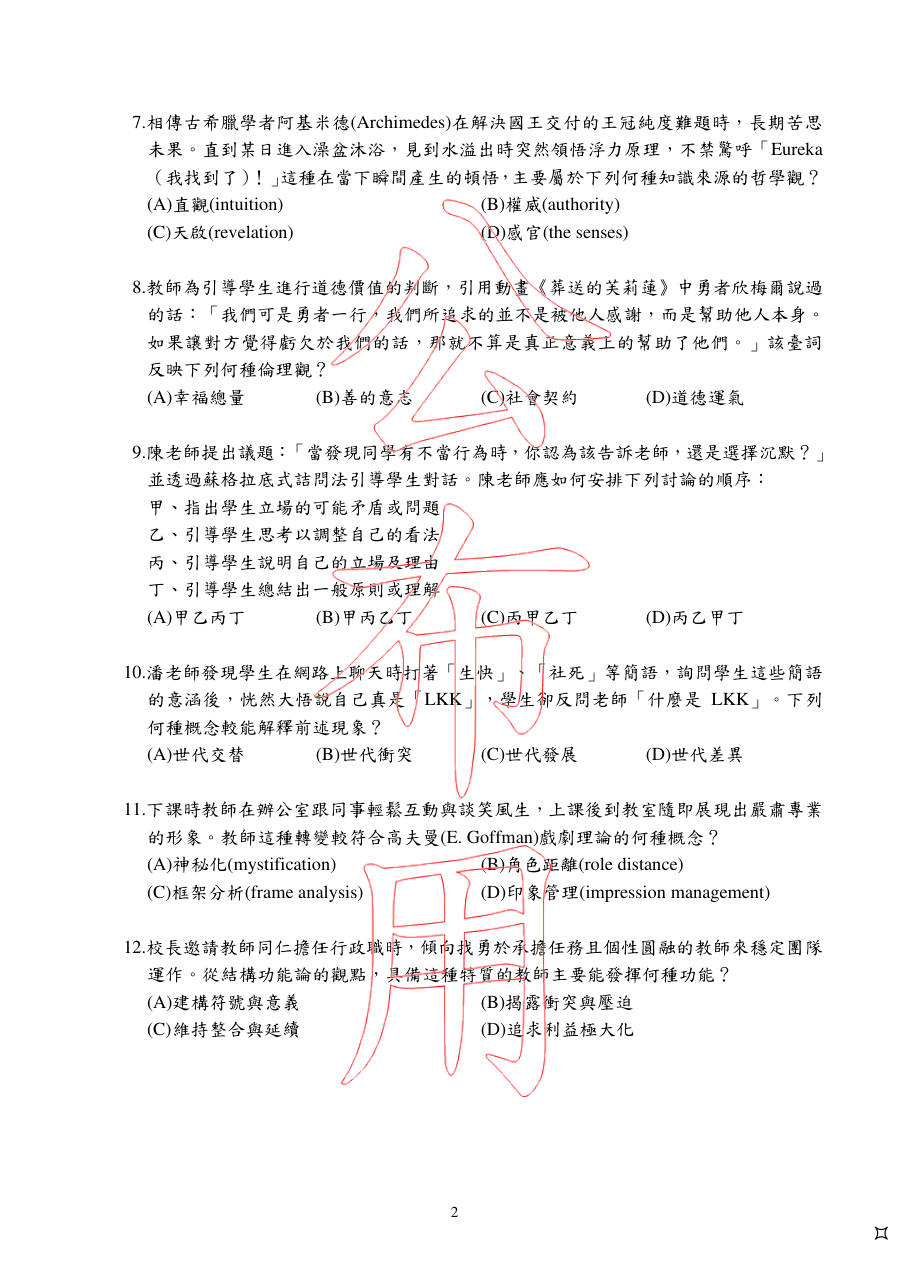 7.相傳古希臘學者阿基米德(Archimedes)在解決國王交付的王冠純度難題時，長期苦思
未果。直到某日進入澡盆沐浴，見到水溢出時突然領悟浮力原理，不禁驚呼「Eureka
（我找到了）！」這種在當下瞬間產生的頓悟，主要屬於下列何種知識來源的哲學觀？
(A)直觀(intuition) (B)權威(authority)
(C)天啟(revelation) (D)感官(the senses)
8.教師為引導學生進行道德價值的判斷，引用動畫《葬送的芙莉蓮》中勇者欣梅爾說過
的話：「我們可是勇者一行，我們所追求的並不是被他人感謝，而是幫助他人本身。
如果讓對方覺得虧欠於我們的話，那就不算是真正意義上的幫助了他們。」該臺詞
反映下列何種倫理觀？
(A)幸福總量 (B)善的意志 (C)社會契約 (D)道德運氣
9.陳老師提出議題：「當發現同學有不當行為時，你認為該告訴老師，還是選擇沉默？」
並透過蘇格拉底式詰問法引導學生對話。陳老師應如何安排下列討論的順序：
甲、指出學生立場的可能矛盾或問題
乙、引導學生思考以調整自己的看法
丙、引導學生說明自己的立場及理由
丁、引導學生總結出一般原則或理解
(A)甲乙丙丁 (B)甲丙乙丁 (C)丙甲乙丁 (D)丙乙甲丁
10.潘老師發現學生在網路上聊天時打著「生快」、「社死」等簡語，詢問學生這些簡語
的意涵後，恍然大悟說自己真是「LKK」，學生卻反問老師「什麼是 LKK」。下列
何種概念較能解釋前述現象？
(A)世代交替 (B)世代衝突 (C)世代發展 (D)世代差異
11.下課時教師在辦公室跟同事輕鬆互動與談笑風生，上課後到教室隨即展現出嚴肅專業
的形象。教師這種轉變較符合高夫曼(E. Goffman)戲劇理論的何種概念？
(A)神秘化(mystification) (B)角色距離(role distance)
(C)框架分析(frame analysis) (D)印象管理(impression management)
12.校長邀請教師同仁擔任行政職時，傾向找勇於承擔任務且個性圓融的教師來穩定團隊
運作。從結構功能論的觀點，具備這種特質的教師主要能發揮何種功能？
(A)建構符號與意義 (B)揭露衝突與壓迫
(C)維持整合與延續 (D)追求利益極大化
公
布
用
2